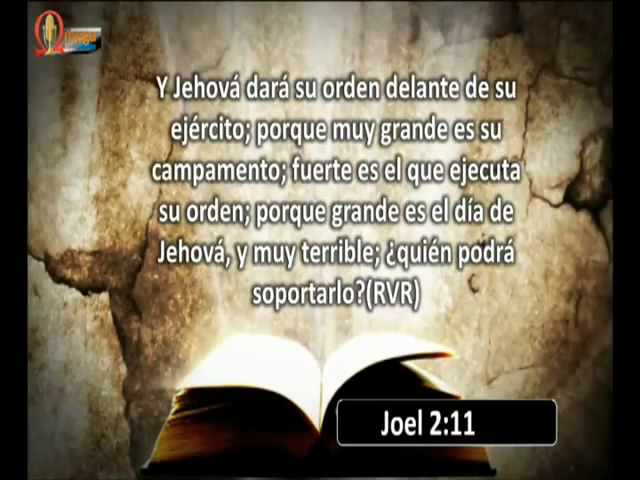 Y Jehová dará su orden delante de su
ejército; porque muy grande es su
campamento; fuerte es el que ejecuta
su orden; porque grande es el día de
Jehová, y muy terrible; ¿quién podrá
soportarlo?(RVR)
Joel 2:11